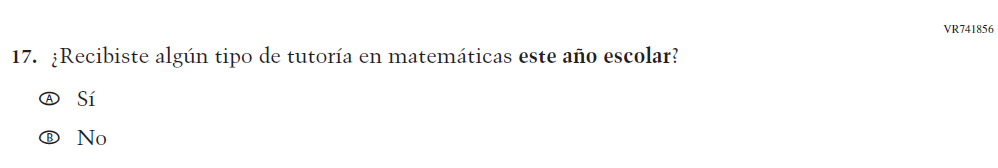 VR741856
17. ¿Recibiste algún tipo de tutoría en matemáticas este año escolar?
A Sí
B No